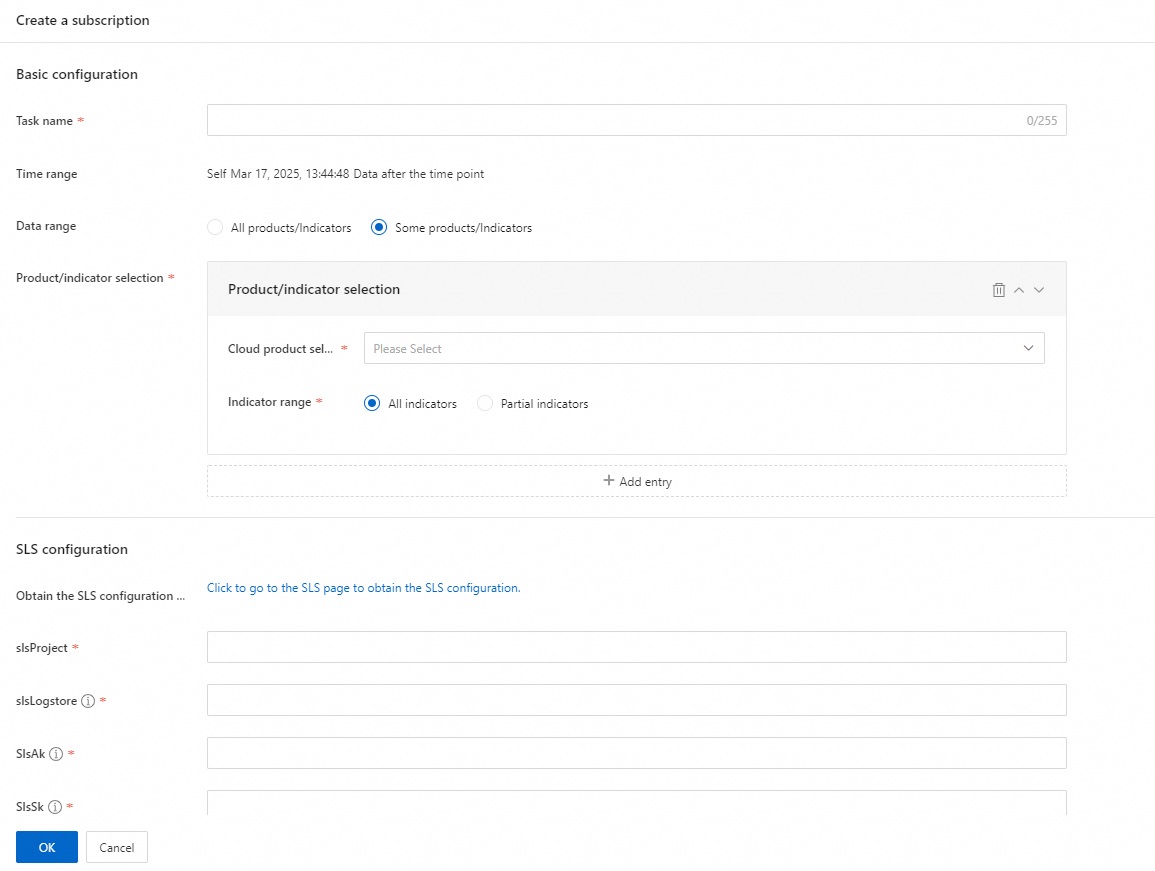 Create a subscription
Basic configuration
Task name *
0/255
Time range
Self Mar 17, 2025, 13:44:48 Data after the time point
Data range
All products/Indicators
Some products/Indicators
Product/indicator selection *
Product/indicator selection
Cloud product sel... *
Please Select
Indicator range *
All indicators
Partial indicators
+ Add entry
SLS configuration
Obtain the SLS configuration ...
Click to go to the SLS page to obtain the SLS configuration.
slsProject *
slsLogstore *
SlsAk *
SlsSk *
OK
Cancel